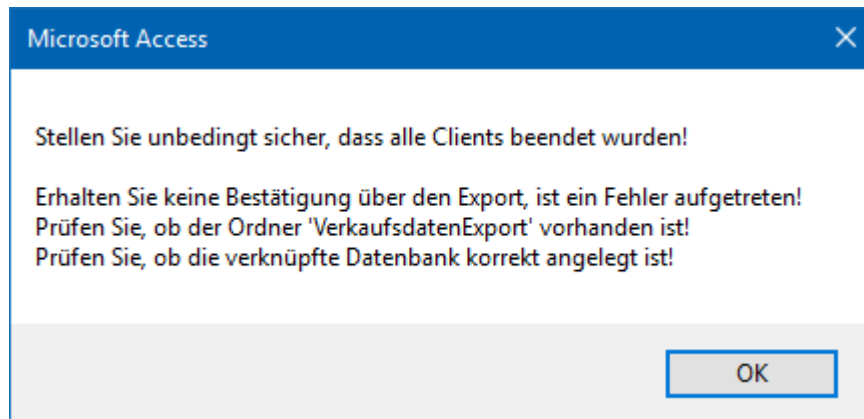 Microsoft Access
Stellen Sie unbedingt sicher, dass alle Clients beendet wurden!
Erhalten Sie keine Bestätigung über den Export, ist ein Fehler aufgetreten!
Prüfen Sie, ob der Ordner 'VerkaufsdatenExport' vorhanden ist!
Prüfen Sie, ob die verknüpfte Datenbank korrekt angelegt ist!
OK